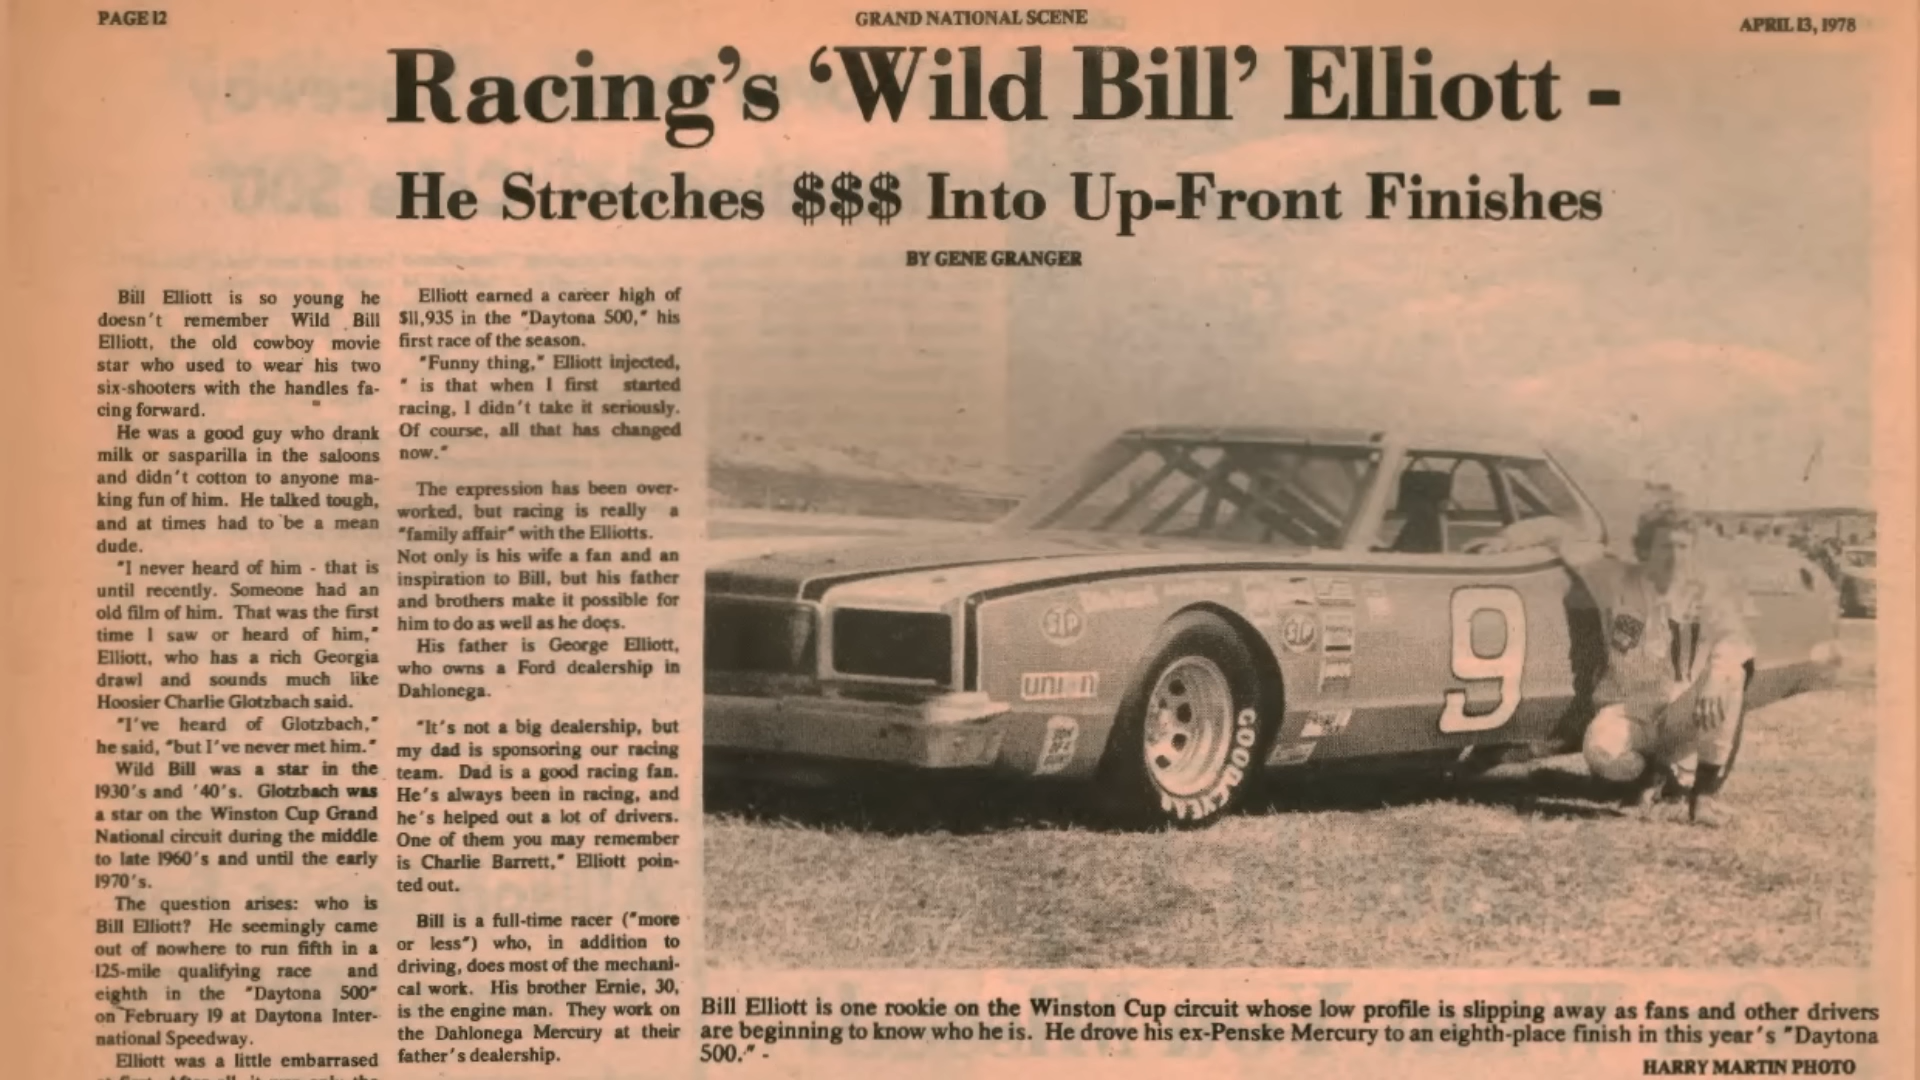 PAGE 12
GRAND NATIONAL SCENE
APRIL 13, 1978
Racing's 'Wild Bill' Elliott -
He Stretches $$$ Into Up-Front Finishes
BY GENE GRANGER
Bill Elliott is so young he
doesn't remember Wild Bill
Elliott, the old cowboy movie
star who used to wear his two
six-shooters with the handles fa-
cing forward.
He was a good guy who drank
milk or sasparilla in the saloons
and didn't cotton to anyone ma-
king fun of him. He talked tough,
and at times had to be a mean
dude.
"I never heard of him - that is
until recently. Someone had an
old film of him. That was the first
time I saw or heard of him,"
Elliott, who has a rich Georgia
drawl and sounds much like
Hoosier Charlie Glotzbach said.
"I've heard of Glotzbach,"
he said, "but I've never met him."
Wild Bill was a star in the
1930's and '40's. Glotzbach was
a star on the Winston Cup Grand
National circuit during the middle
to late 1960's and until the early
1970's.
The question arises: who is
Bill Elliott? He seemingly came
out of nowhere to run fifth in a
125-mile qualifying race and
eighth in the "Daytona 500"
on February 19 at Daytona Inter-
national Speedway.
Elliott was a little embarrased
Elliott earned a career high of
$11,935 in the "Daytona 500," his
first race of the season.
"Funny thing," Elliott injected,
" is that when I first started
racing, I didn't take it seriously.
Of course, all that has changed
now."
The expression has been over-
worked, but racing is really a
"family affair" with the Elliotts.
Not only is his wife a fan and an
inspiration to Bill, but his father
and brothers make it possible for
him to do as well as he does.
His father is George Elliott,
who owns a Ford dealership in
Dahlonega.
"It's not a big dealership, but
my dad is sponsoring our racing
team. Dad is a good racing fan.
He's always been in racing, and
he's helped out a lot of drivers.
One of them you may remember
is Charlie Barrett," Elliott poin-
ted out.
Bill is a full-time racer ("more
or less") who, in addition to
driving, does most of the mechani-
cal work. His brother Ernie, 30,
is the engine man. They work on
the Dahlonega Mercury at their
father's dealership.
STP
STP
union
9
GOODYEAR
Bill Elliott is one rookie on the Winston Cup circuit whose low profile is slipping away as fans and other drivers
are beginning to know who he is. He drove his ex-Penske Mercury to an eighth-place finish in this year's "Daytona
500." -
HARRY MARTIN PHOTO